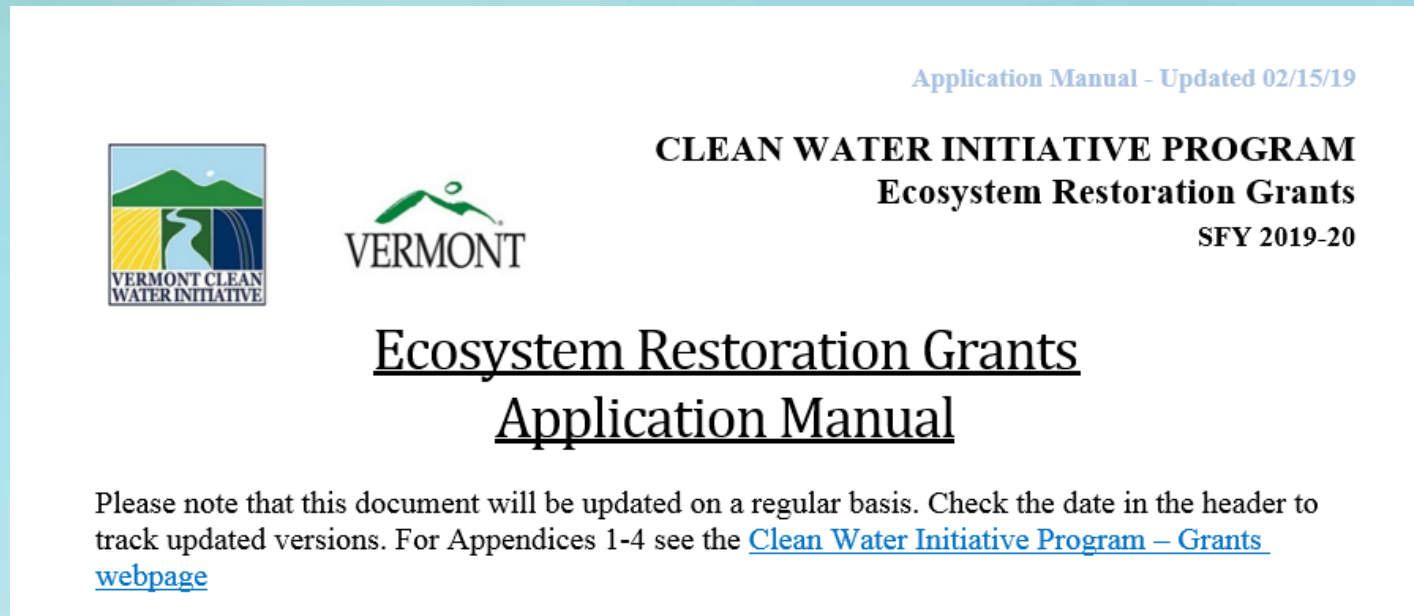 Application Manual - Updated 02/15/19
CLEAN WATER INITIATIVE PROGRAM
Ecosystem Restoration Grants
SFY 2019-20
VERMONT CLEAN
WATER INITIATIVE
VERMONT
Ecosystem Restoration Grants
Application Manual
Please note that this document will be updated on a regular basis. Check the date in the header to
track updated versions. For Appendices 1-4 see the Clean Water Initiative Program – Grants
webpage